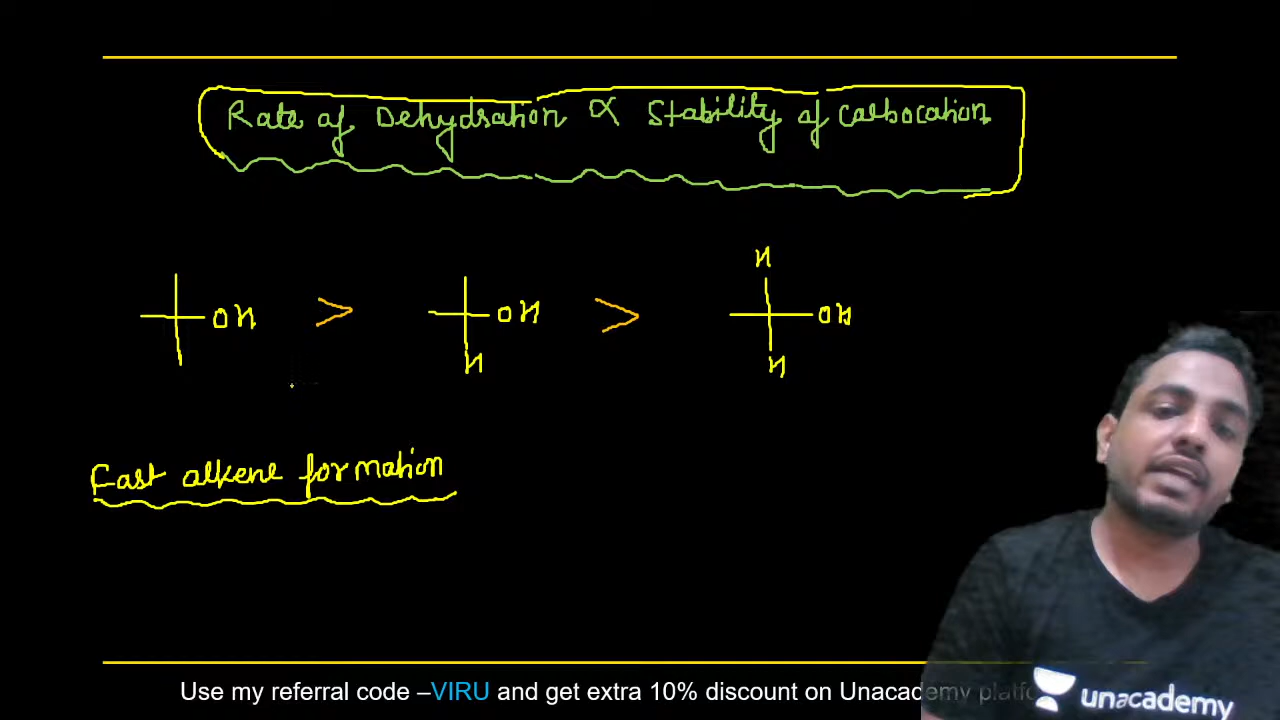 Rate of Dehydration ∝ Stability of Carbocation
H
OH > OH > OH
H H
Fast alkene formation
Use my referral code –VIRU and get extra 10% discount on Unacademy platfo
unacademy